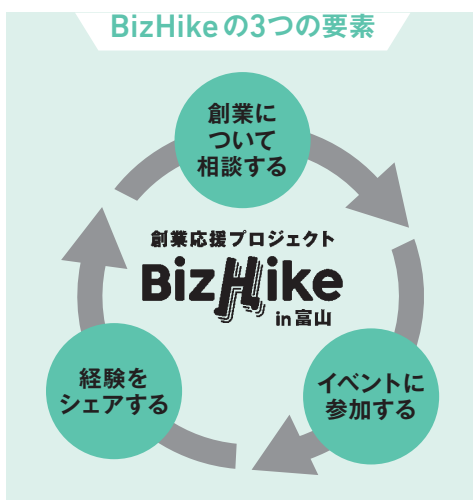 BizHikeの3つの要素
創業に
ついて
相談する
創業応援プロジェクト
BizHike
in 富山
経験を
シェアする
イベントに
参加する